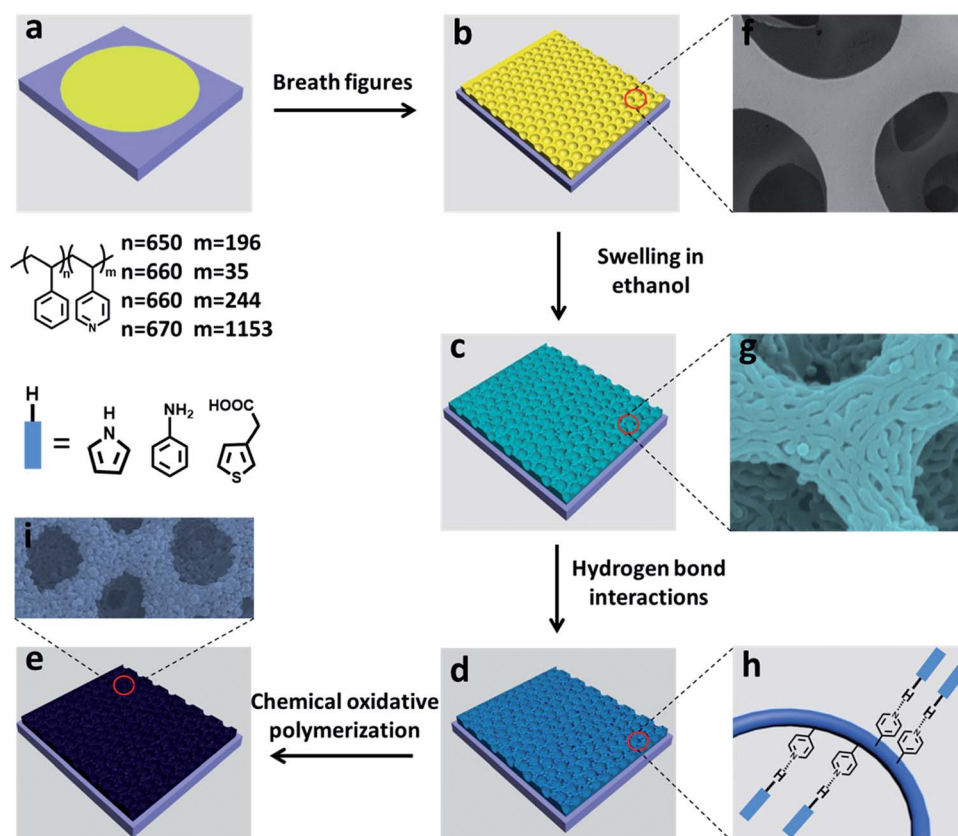 a
Breath figures
b
f
n=650 m=196
n=660 m=35
n=660 m=244
n=670 m=1153
n
m
N
Swelling in
ethanol
c
g
H
=
H
N
NH2
HOOC
S
i
Hydrogen bond
interactions
e
Chemical oxidative
polymerization
d
h
H
H
N
N
N
N
H
H